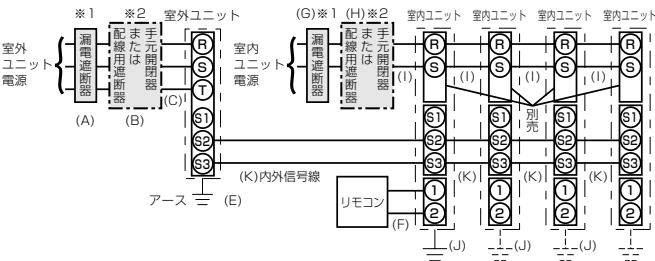 ※1
※2
室外ユニット
(G)※1
(H)※2
室内ユニット
室内ユニット
室内ユニット
室内ユニット
室外
ユニット
電源
漏電遮断器
手元開閉器
または
配線用遮断器
R
S
T
S1
S2
S3
(A)
(B)
(C)
アース
(E)
室内
ユニット
電源
漏電遮断器
手元開閉器
または
配線用遮断器
R
S
R
S
R
S
R
S
(I)
(I)
(I)
(I)
別売
S1
S2
S3
S1
S2
S3
S1
S2
S3
S1
S2
S3
(K)内外信号線
(K)
(K)
(K)
リモコン
(F)
1
2
1
2
1
2
1
2
(J)
(J)
(J)
(J)